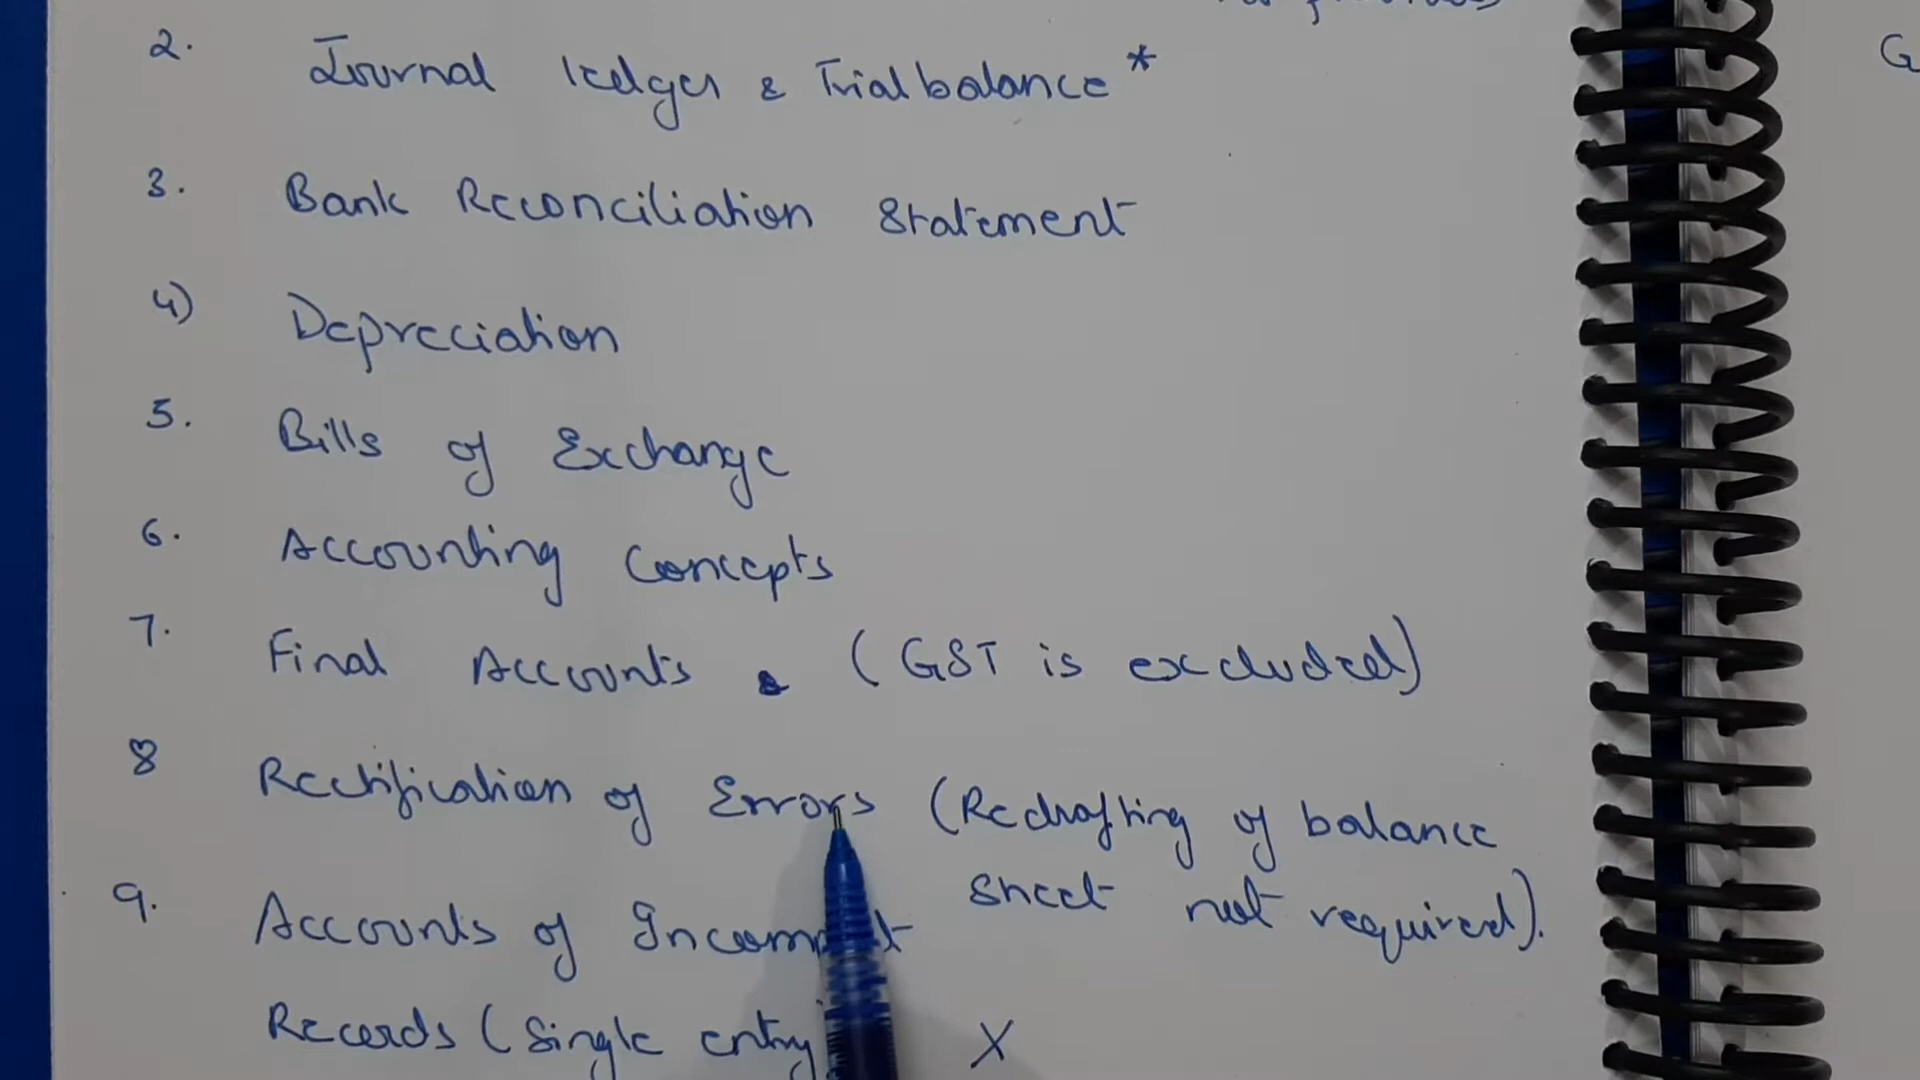 2. Journal ledger & Trial balance *
3. Bank Reconciliation Statement
4) Depreciation
5. Bills of Exchange
6. Accounting Concepts
7. Final Accounts & (GST is excluded)
8 Rectification of Errors (Redrafting of balance
sheet not required).
9. Accounts of
Records (Single entry X
G